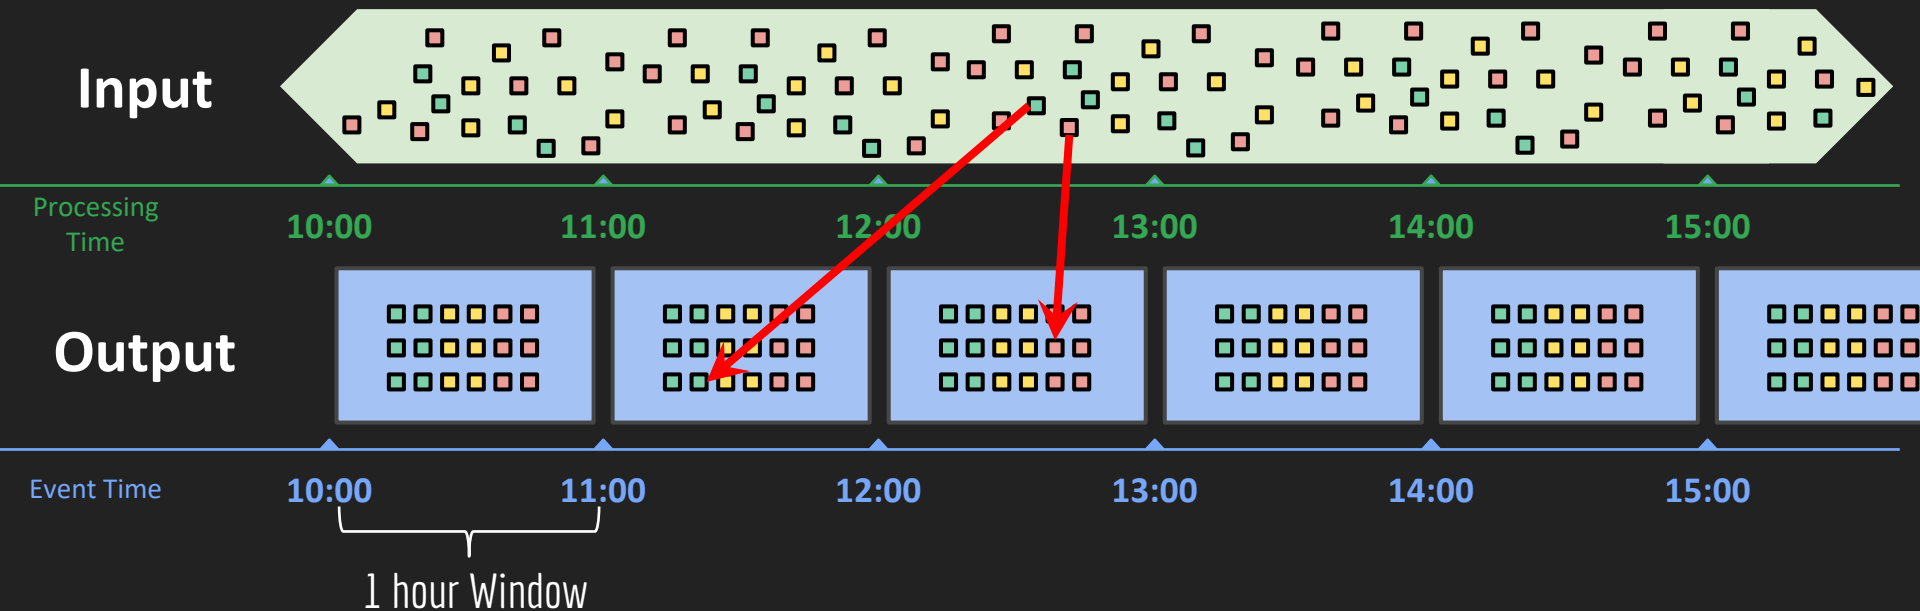 Input
Processing
Time
10:00 11:00 12:00 13:00 14:00 15:00
Output
Event Time 10:00 11:00 12:00 13:00 14:00 15:00
1 hour Window